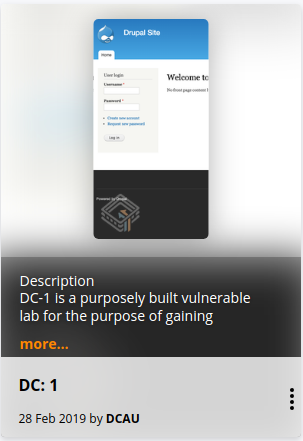 Drupal Site
Home
User login
Username *
Password *
Create new account
Request new password
Log in
Welcome to
No front page content
Powered by Drupal
Description
DC-1 is a purposely built vulnerable
lab for the purpose of gaining
more...
DC: 1
28 Feb 2019 by DCAU